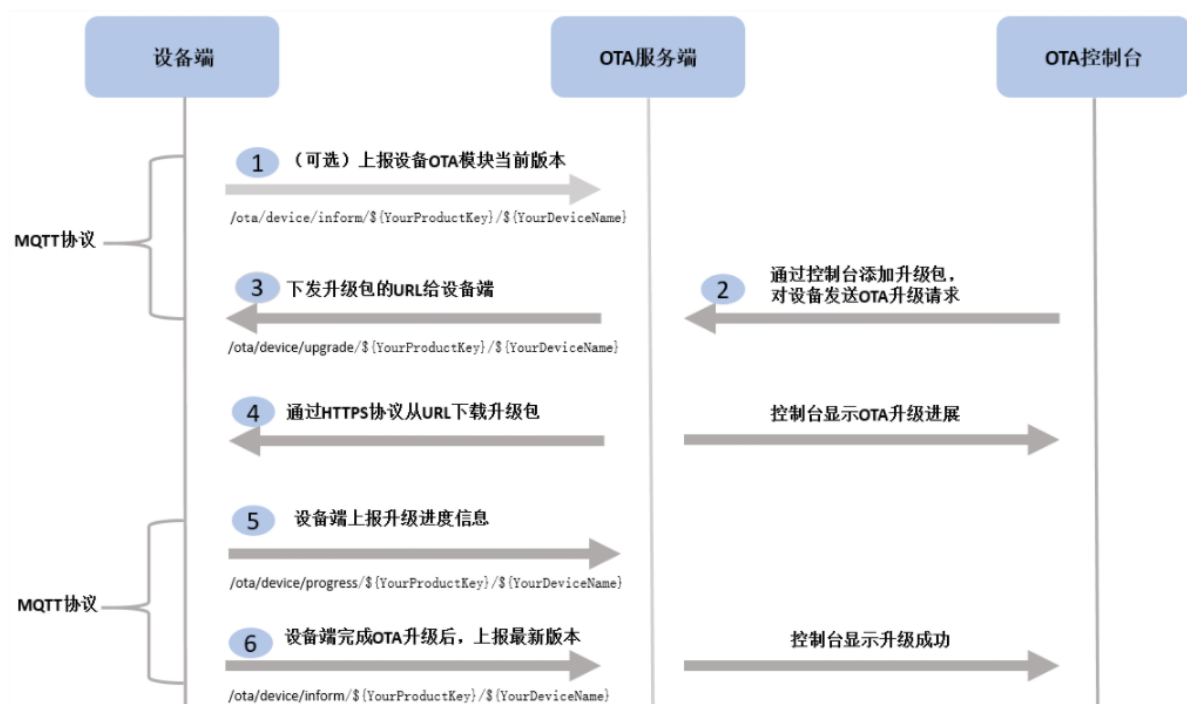 设备端
OTA服务端
OTA控制台
1
（可选）上报设备OTA模块当前版本
/ota/device/inform/${YourProductKey}/${YourDeviceName}
MQTT协议
3
下发升级包的URL给设备端
2
通过控制台添加升级包，
对设备发送OTA升级请求
/ota/device/upgrade/${YourProductKey}/${YourDeviceName}
4
通过HTTPS协议从URL下载升级包
控制台显示OTA升级进展
5
设备端上报升级进度信息
/ota/device/progress/${YourProductKey}/${YourDeviceName}
MQTT协议
6
设备端完成OTA升级后，上报最新版本
控制台显示升级成功
/ota/device/inform/${YourProductKey}/${YourDeviceName}